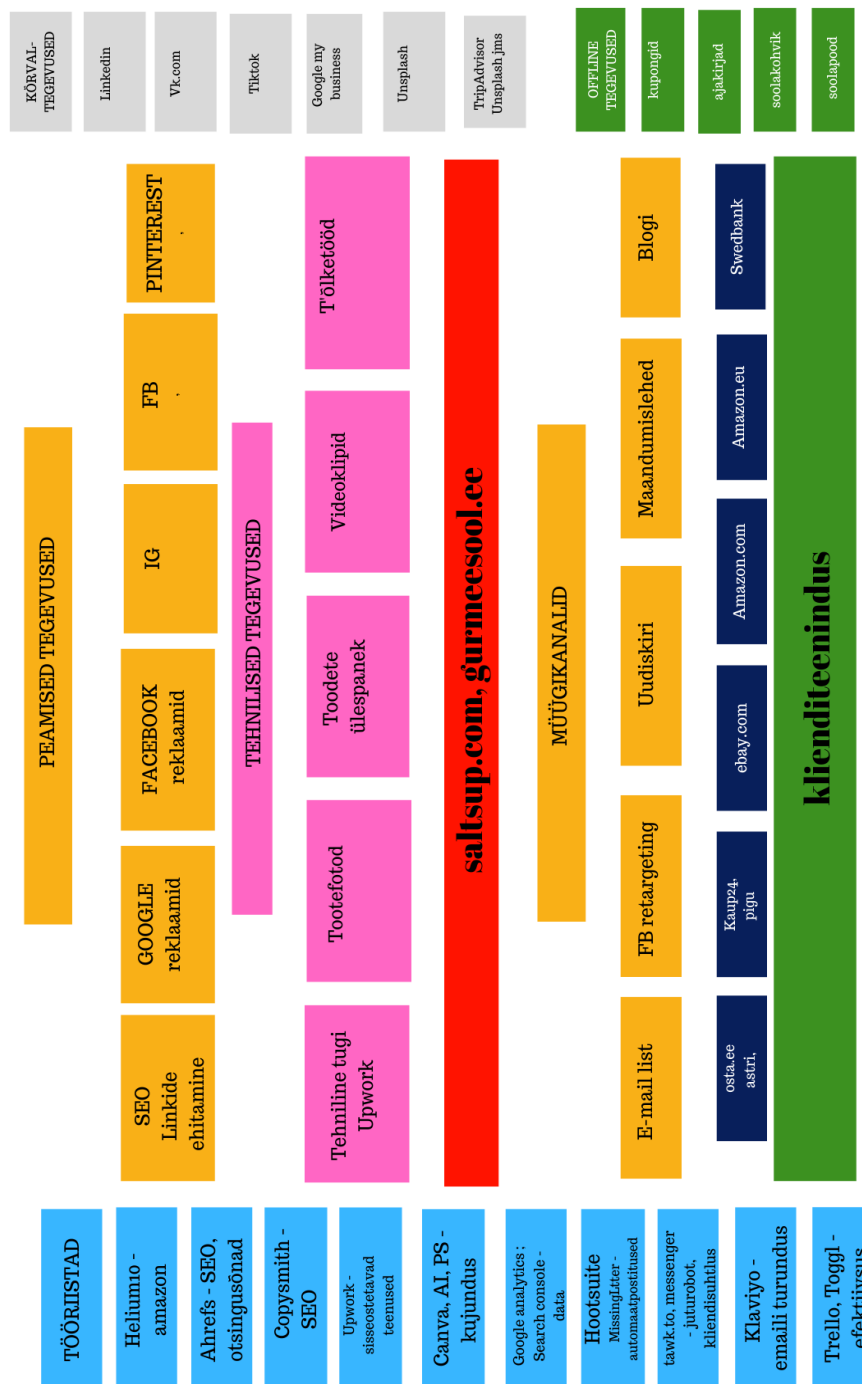 TÖÖRIISTAD
Helium10 -
amazon
Ahrefs - SEO,
otsingusõnad
Copysmith -
SEO
Upwork -
sisseostetavad
teenused
Canva, AI, PS -
kujundus
Google analytics ;
Search console -
data
Hootsuite
MissingLtter -
automaatpostitused
tawk.to, messenger
- juturobot,
kliendisuhtlus
Klaviyo -
emaili turundus
Trello, Toggl -
efektiivsus
PEAMISED TEGEVUSED
SEO
Linkide
ehitamine
GOOGLE
reklaamid
FACEBOOK
reklaamid
IG
FB
,
PINTEREST
,
TEHNILISED TEGEVUSED
Tehniline tugi
Upwork
Tootefotod
Toodete
ülespanek
Videoklipid
T'õlketööd
saltsup.com, gurmeesool.ee
MÜÜGIKANALID
E-mail list
FB retargeting
Uudiskiri
Maandumislehed
Blogi
osta.ee
astri,
Kaup24,
pigu
ebay.com
Amazon.com
Amazon.eu
Swedbank
klienditeenindus
KÕRVAL-
TEGEVUSED
Linkedin
Vk.com
Tiktok
Google my
business
Unsplash
TripAdvisor
Unsplash jms
OFFLINE
TEGEVUSED
kupongid
ajakirjad
soolakohvik
soolapood